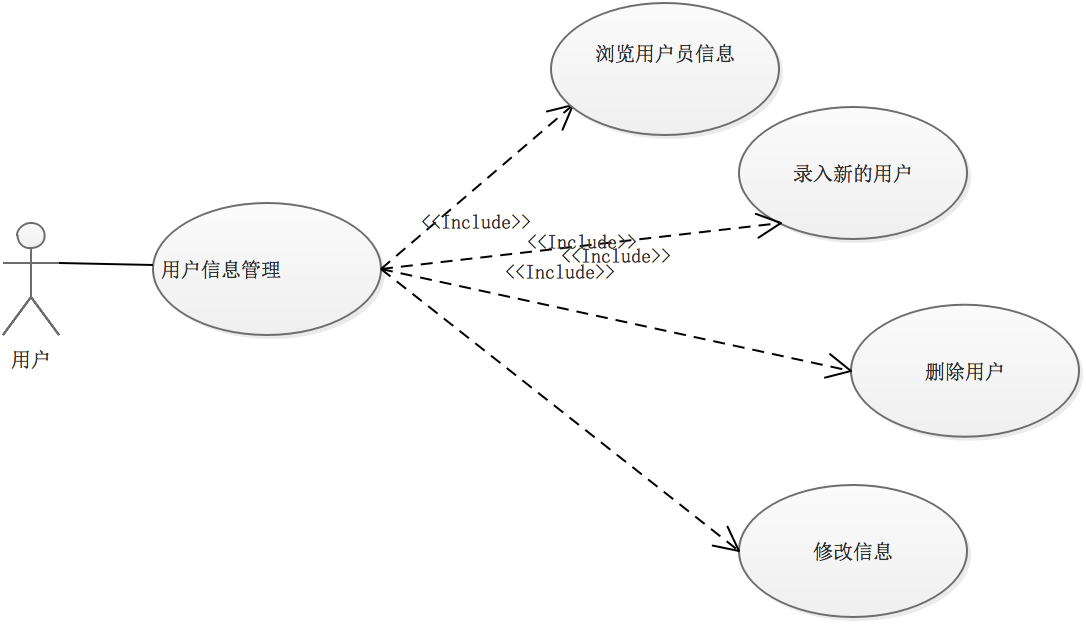 浏览用户员信息
录入新的用户
<<Include>>
<<Include>>
<<Include>>
<<Include>>
用户信息管理
用户
删除用户
修改信息